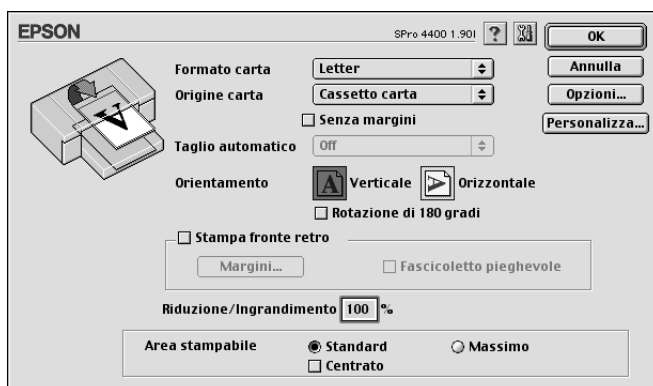 EPSON SPro 4400 1.90I ? OK
Formato carta Letter Annulla
Origine carta Cassetto carta Opzioni...
Senza margini Personalizza...
Taglio automatico Off
Orientamento A Verticale A Orizzontale
Rotazione di 180 gradi
Stampa fronte retro
Margini... Fascicoletto pieghevole
Riduzione/Ingrandimento 100 %
Area stampabile Standard Massimo
Centrato